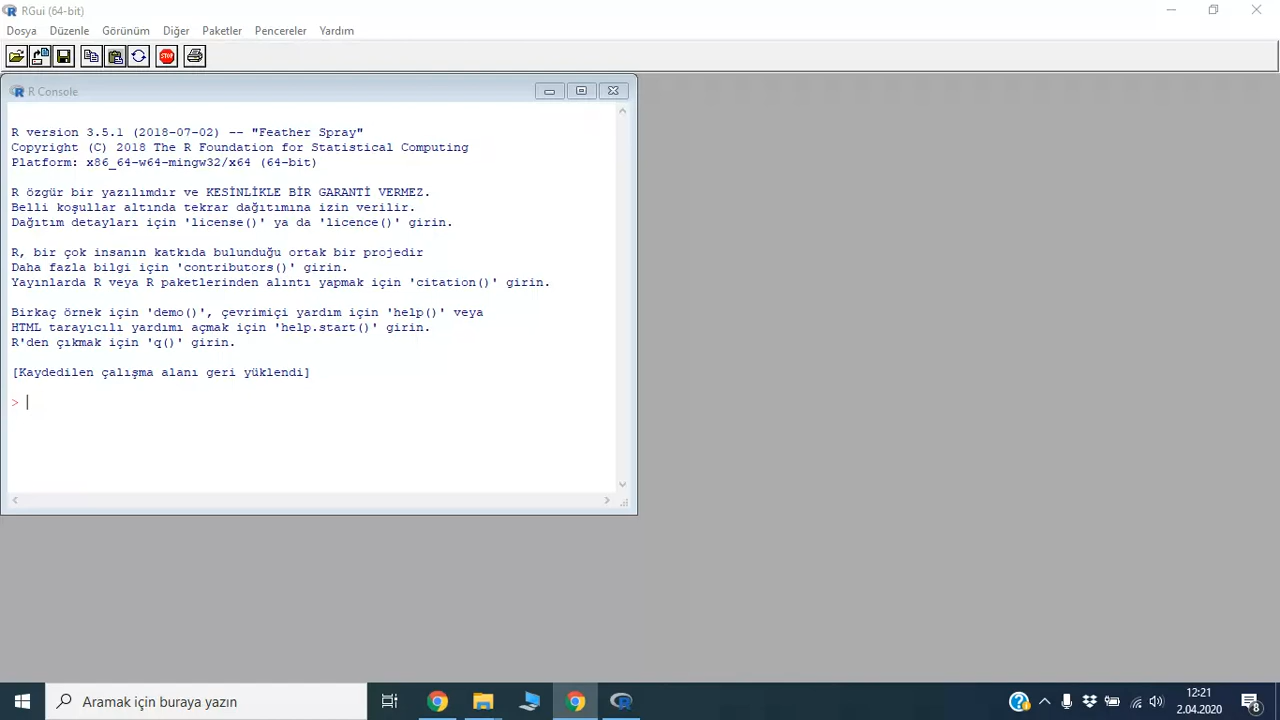 RGui (64-bit)
Dosya Düzenle Görünüm Diğer Paketler Pencereler Yardım
STOP
R Console
R version 3.5.1 (2018-07-02) -- "Feather Spray"
Copyright (C) 2018 The R Foundation for Statistical Computing
Platform: x86_64-w64-mingw32/x64 (64-bit)
R özgür bir yazılımdır ve KESİNLİKLE BİR GARANTİ VERMEZ.
Belli koşullar altında tekrar dağıtımına izin verilir.
Dağıtım detayları için 'license()' ya da 'licence()' girin.
R, bir çok insanın katkıda bulunduğu ortak bir projedir
Daha fazla bilgi için 'contributors()' girin.
Yayınlarda R veya R paketlerinden alıntı yapmak için 'citation()' girin.
Birkaç örnek için 'demo()', çevrimiçi yardım için 'help()' veya
HTML tarayıcılı yardımı açmak için 'help.start()' girin.
R'den çıkmak için 'q()' girin.
[Kaydedilen çalışma alanı geri yüklendi]
>
Aramak için buraya yazın
12:21
2.04.2020
8